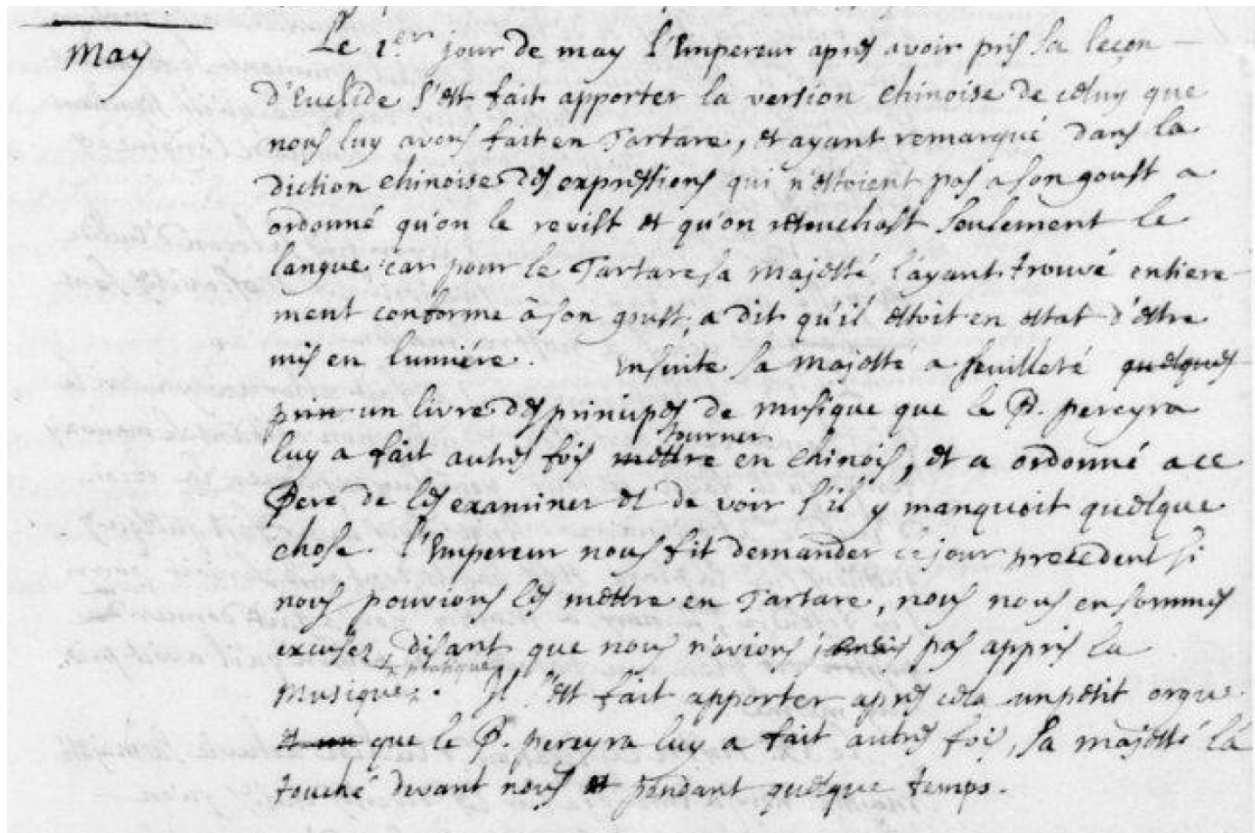 May
Le 1er jour de may l'Empereur apres avoir pris sa leçon
d'Euclide s'est fait apporter la version chinoise de celuy que
nous luy avons fait en Tartare, et ayant remarqué dans la
diction chinoise des expressions qui n'estoient pas a son goust a
ordonné qu'on le revist et qu'on retouchast seulement le
langue car pour le Tartare sa majesté l'ayant trouvé entiere
ment conforme à son goust, a dit qu'il estoit en estat d'estre
mis en lumiére. Ensuite sa majesté a feuilleté quelques
un livre des principes de musique que le P. pereyra
tourner
luy a fait autres fois mettre en chinois, et a ordonné a ce
Pere de les examiner et de voir s'il y manquoit quelque
chose. l'Empereur nous fit demander ce jour precedent si
nous pouvions les mettre en Tartare, nous nous en sommes
excusez disant que nous n'avions pas appris la
et pratique
musique. Il s'est fait apporter apres cela un petit orgue
et un que le P. pereyra luy a fait autres fois, sa majesté la
touché devant nous et pendant quelque temps.